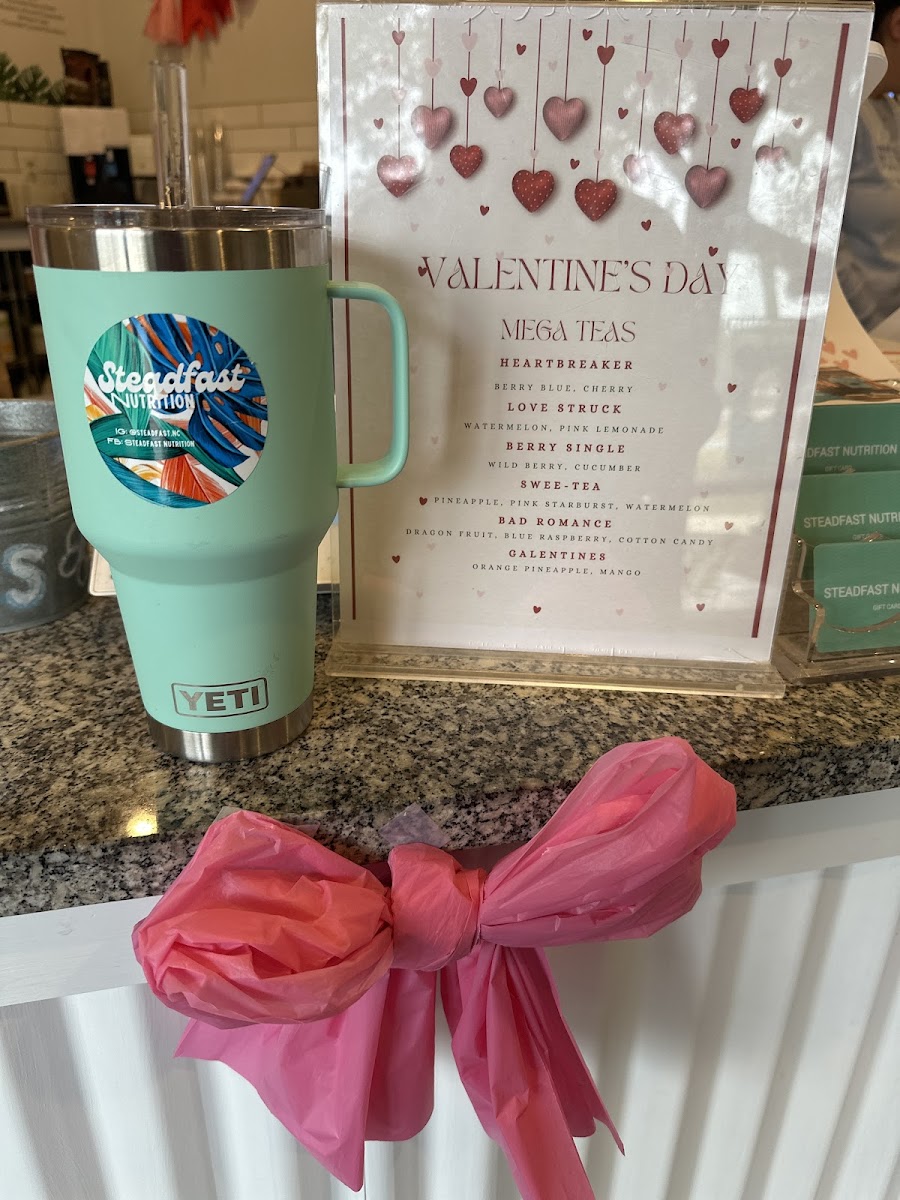 Steadfast
NUTRITION
IG: @STEADFAST.NC
FB: STEADFAST NUTRITION
YETI
VALENTINE'S DAY
MEGA TEAS
HEARTBREAKER
BERRY BLUE, CHERRY
LOVE STRUCK
WATERMELON, PINK LEMONADE
BERRY SINGLE
WILD BERRY, CUCUMBER
SWEE-TEA
PINEAPPLE, PINK STARBURST, WATERMELON
BAD ROMANCE
DRAGON FRUIT, BLUE RASPBERRY, COTTON CANDY
GALENTINES
ORANGE PINEAPPLE, MANGO
NUTRITION
STEADFAST
STEADFAST
GIFT
S &